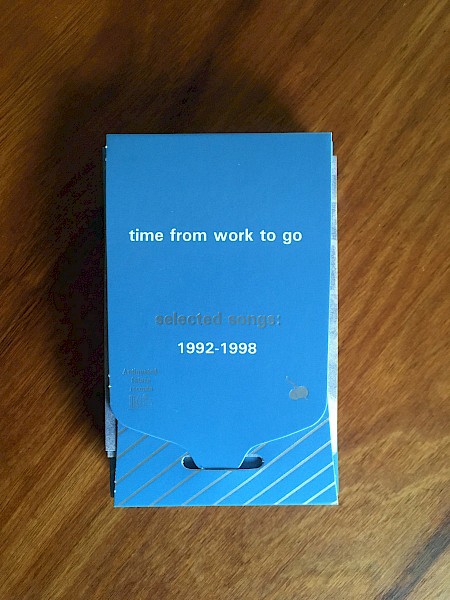 time from work to go
selected songs:
1992-1998